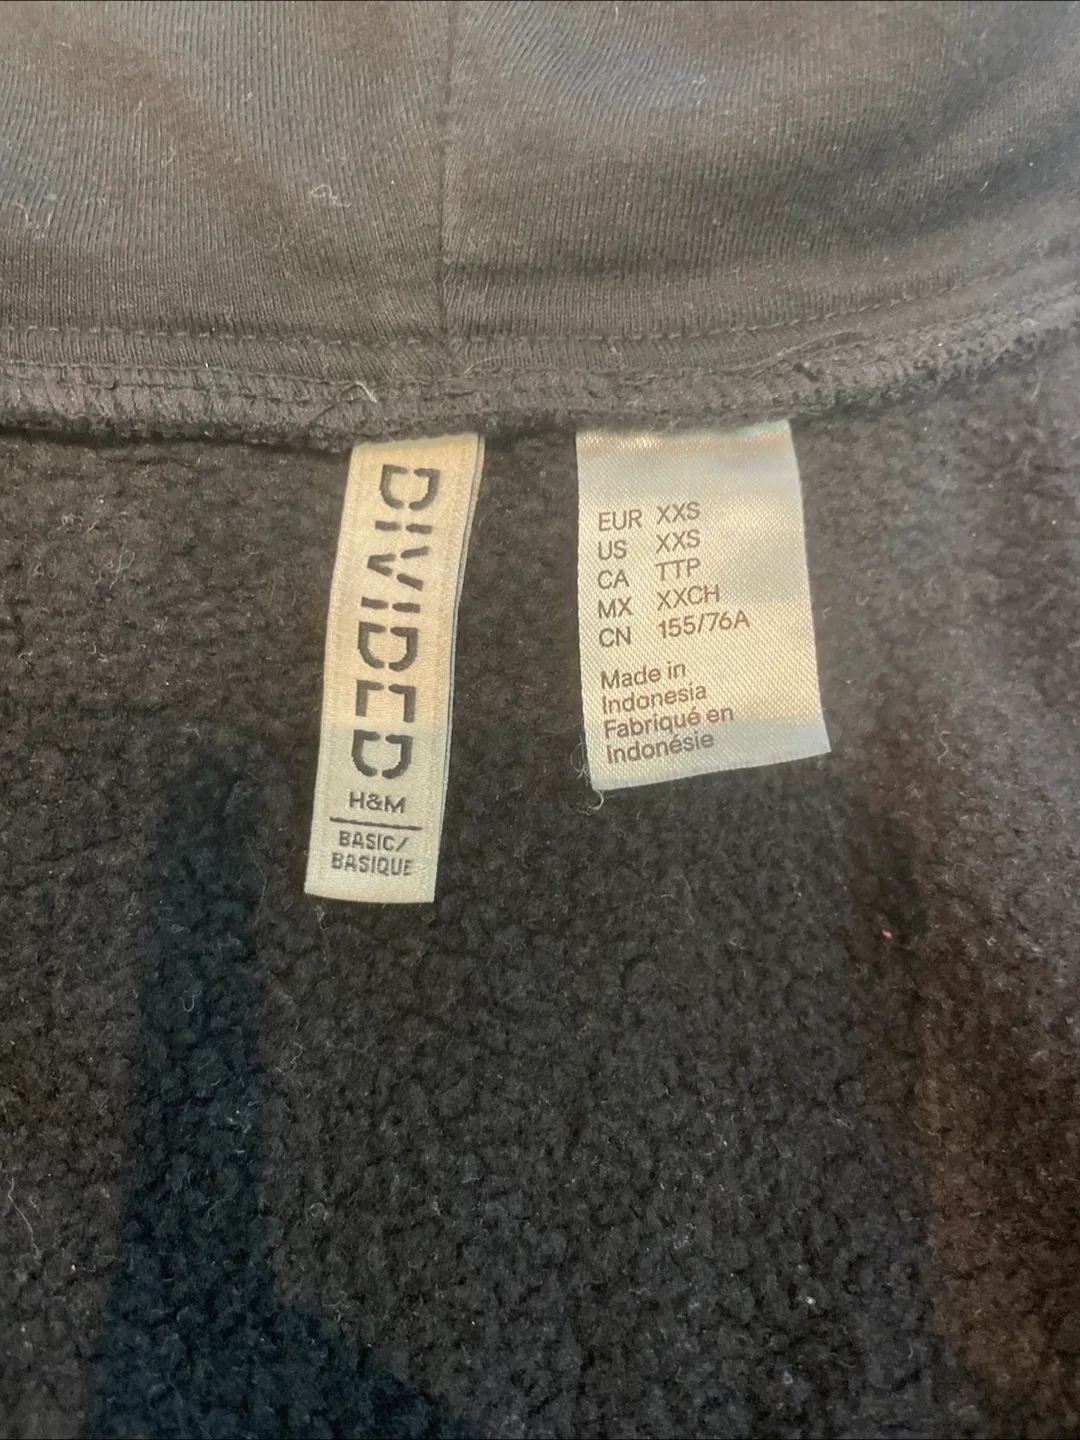 DIVIDED
H&M
BASIC/
BASIQUE
EUR XXS
US XXS
CA TTP
MX XXCH
CN 155/76A
Made in
Indonesia
Fabriqué en
Indonésie